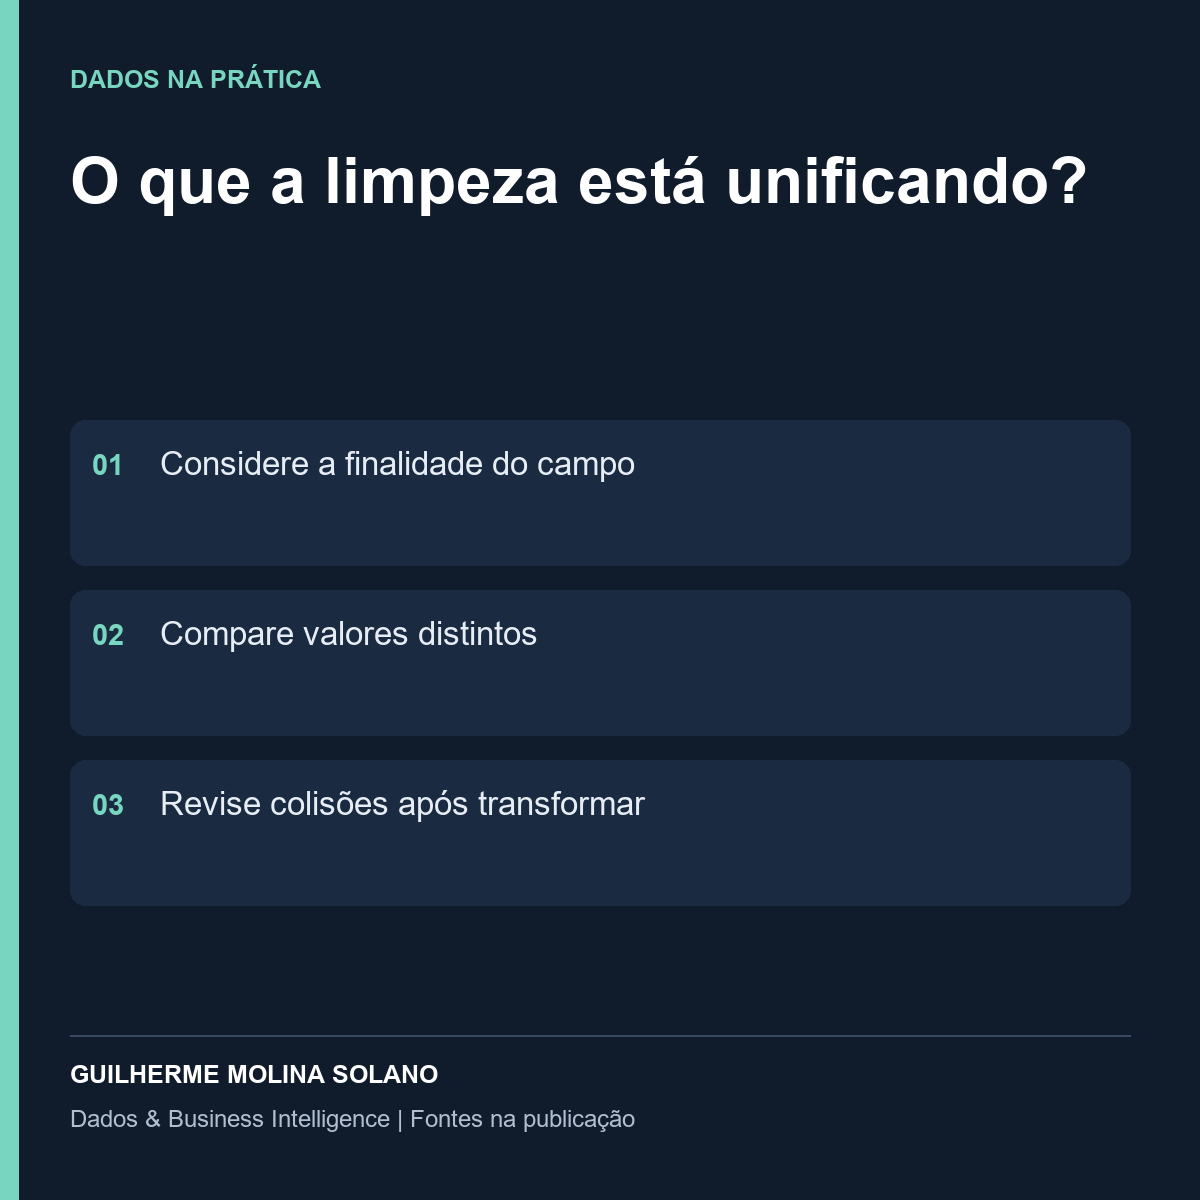 DADOS NA PRÁTICA
O que a limpeza está unificando?
01 Considere a finalidade do campo
02 Compare valores distintos
03 Revise colisões após transformar
GUILHERME MOLINA SOLANO
Dados & Business Intelligence | Fontes na publicação